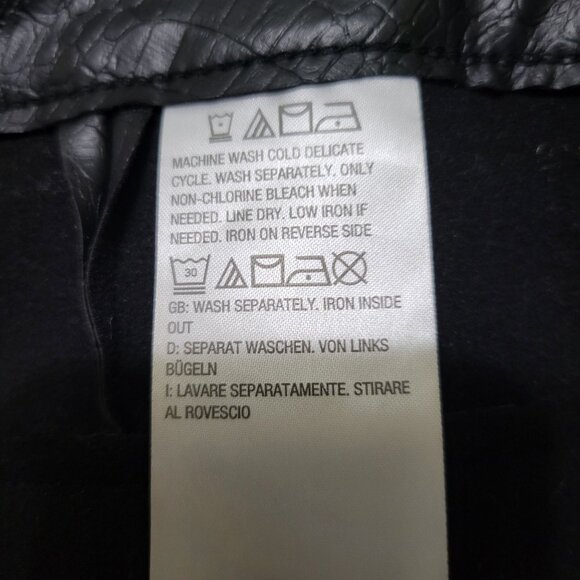 MACHINE WASH COLD DELICATE
CYCLE. WASH SEPARATELY. ONLY
NON-CHLORINE BLEACH WHEN
NEEDED. LINE DRY. LOW IRON IF
NEEDED. IRON ON REVERSE SIDE
30
GB: WASH SEPARATELY. IRON INSIDE
OUT
D: SEPARAT WASCHEN. VON LINKS
BÜGELN
I: LAVARE SEPARATAMENTE. STIRARE
AL ROVESCIO